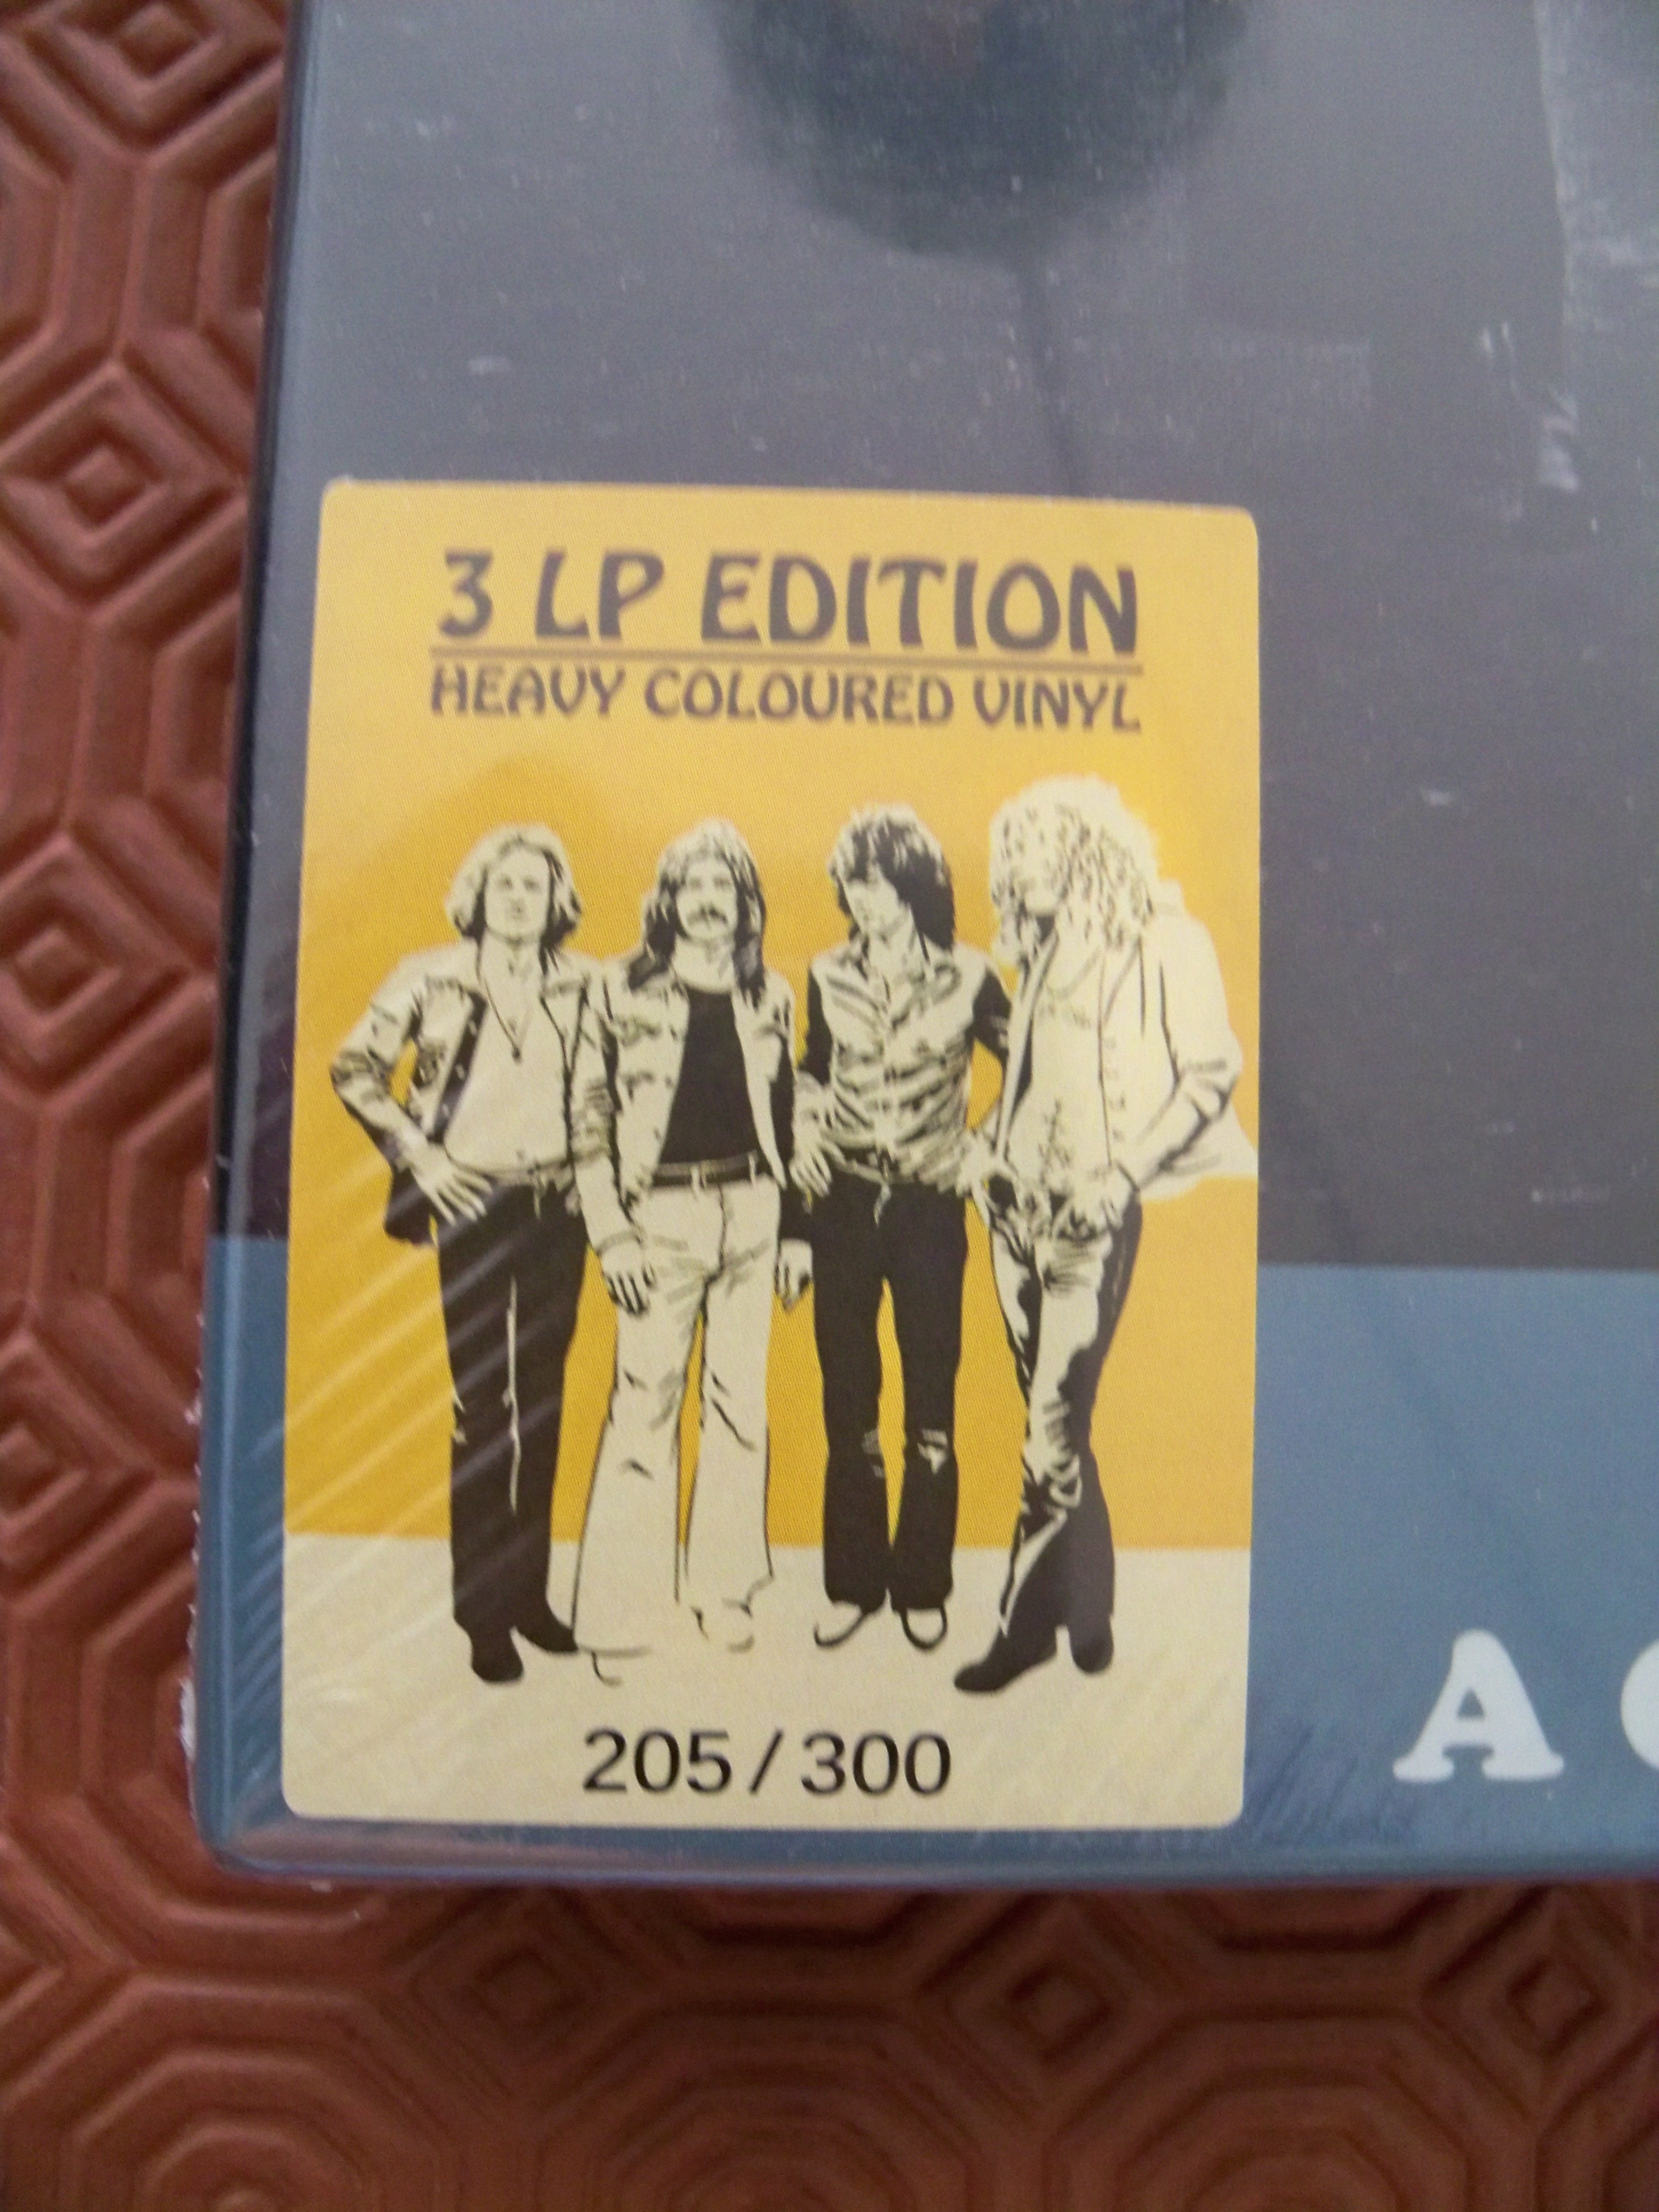 3 LP EDITION
HEAVY COLOURED VINYL
205/300
A